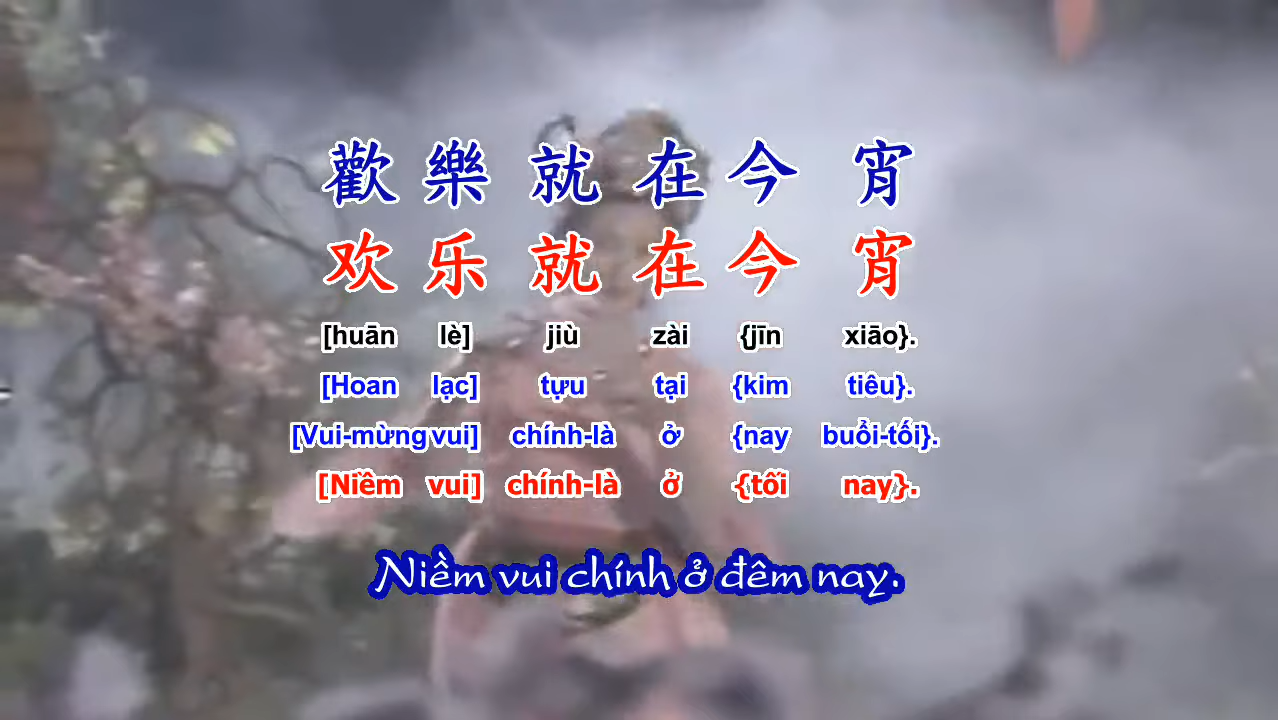 歡 樂 就 在 今 宵
欢 乐 就 在 今 宵
[huān lè] jiù zài {jīn xiāo}.
[Hoan lạc] tựu tại {kim tiêu}.
[Vui-mừng vui] chính-là ở {nay buổi-tối}.
[Niềm vui] chính-là ở {tối nay}.
Niềm vui chính ở đêm nay.